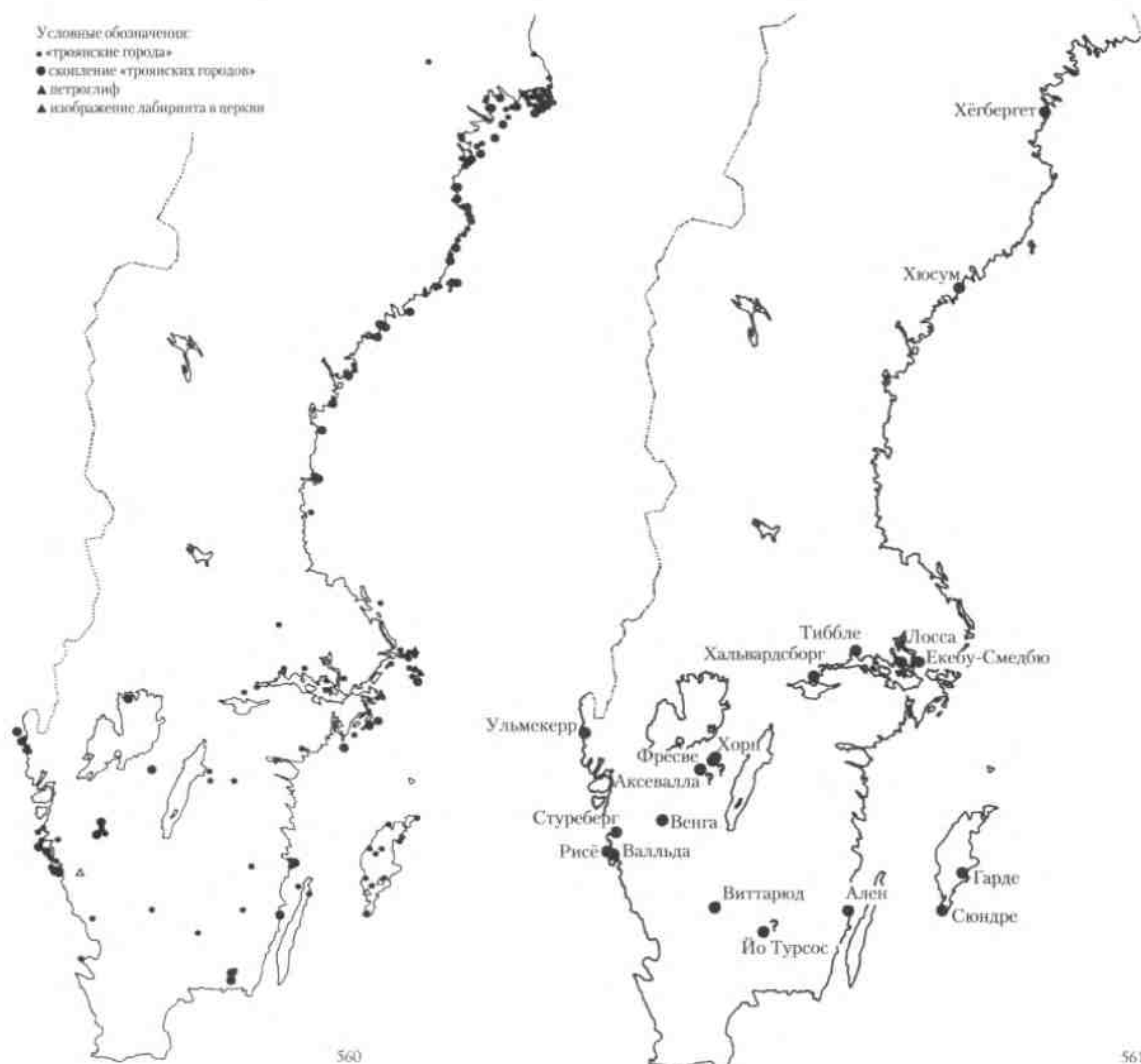 Условные обозначения:
«троянские города»
скопление «троянских городов»
петроглиф
изображение лабиринта в церкви
Хёгбергет
Хюсум
Тиббле
Лосса
Хальвардсборг
Екебу-Смедбю
Ульмекерр
Хорн
Фресве
?
Аксевалла
?
Стуреберг
Венга
Рисё
Валльда
Гарде
Виттарюд
Ален
Сюндре
?
Йо Турсос
560